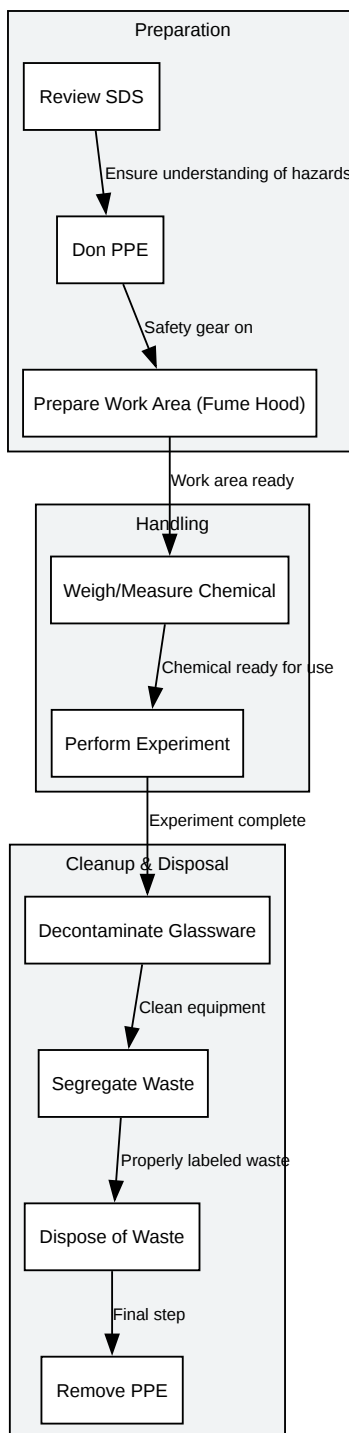 Preparation
Review SDS
Ensure understanding of hazards
Don PPE
Safety gear on
Prepare Work Area (Fume Hood)
Work area ready
Handling
Weigh/Measure Chemical
Chemical ready for use
Perform Experiment
Experiment complete
Cleanup & Disposal
Decontaminate Glassware
Clean equipment
Segregate Waste
Properly labeled waste
Dispose of Waste
Final step
Remove PPE